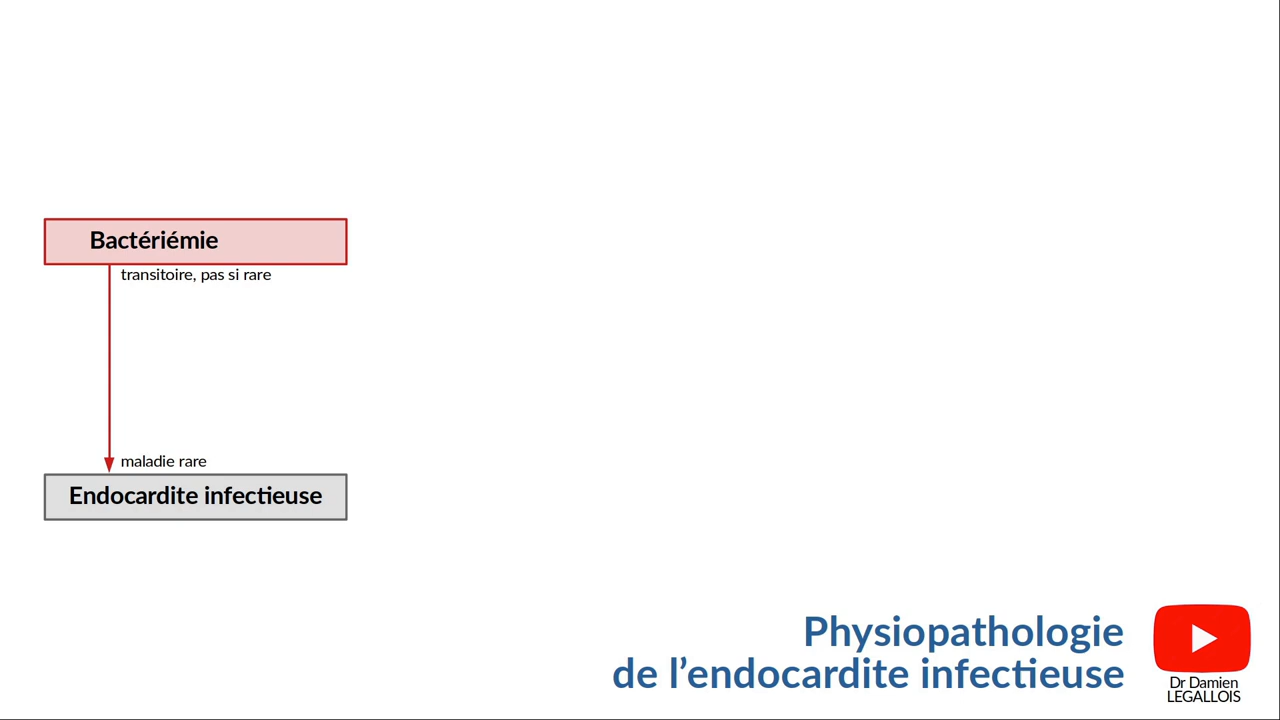 Bactériémie
transitoire, pas si rare
maladie rare
Endocardite infectieuse
Physiopathologie
de l’endocardite infectieuse
Dr Damien
LEGALLOIS